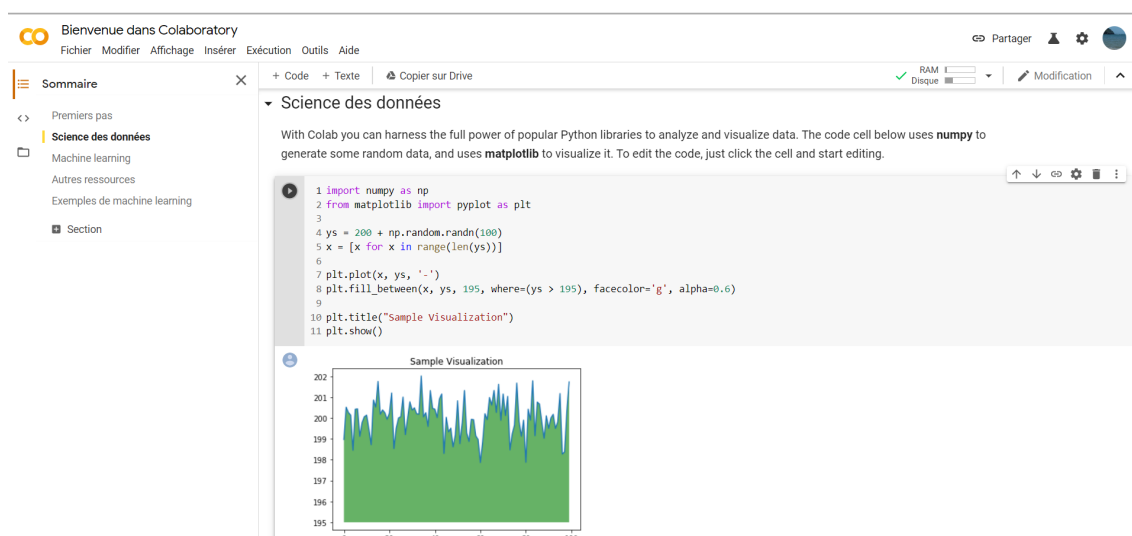 Bienvenue dans Colaboratory
Fichier Modifier Affichage Insérer Exécution Outils Aide
Partager
Sommaire
Premiers pas
Science des données
Machine learning
Autres ressources
Exemples de machine learning
Section
+ Code + Texte Copier sur Drive
RAM
Disque
Modification
Science des données
With Colab you can harness the full power of popular Python libraries to analyze and visualize data. The code cell below uses numpy to
generate some random data, and uses matplotlib to visualize it. To edit the code, just click the cell and start editing.
1 import numpy as np
2 from matplotlib import pyplot as plt
3
4 ys = 200 + np.random.randn(100)
5 x = [x for x in range(len(ys))]
6
7 plt.plot(x, ys, '-')
8 plt.fill_between(x, ys, 195, where=(ys > 195), facecolor='g', alpha=0.6)
9
10 plt.title("Sample Visualization")
11 plt.show()
Sample Visualization
202
201
200
199
198
197
196
195